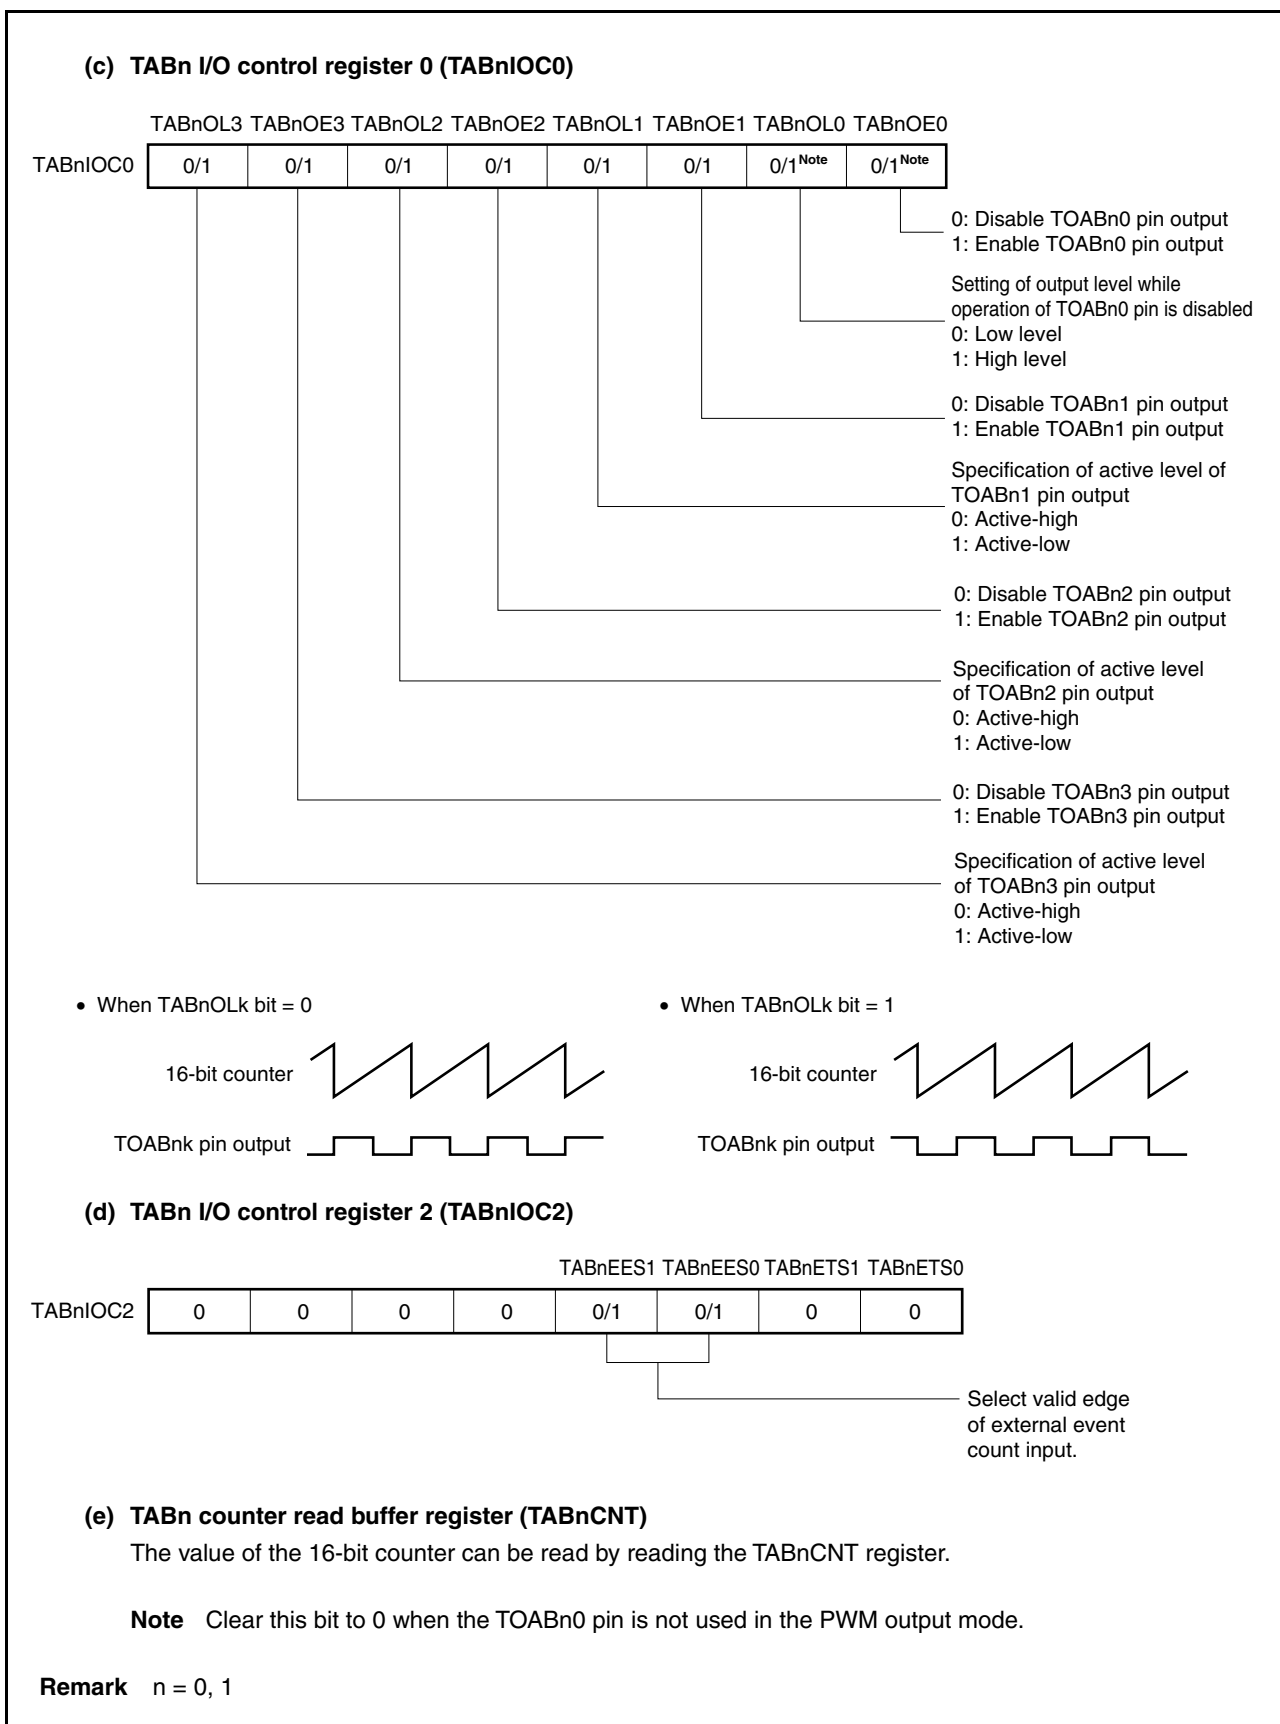 (c) TABn I/O control register 0 (TABnIOC0)
TABnOL3 TABnOE3 TABnOL2 TABnOE2 TABnOL1 TABnOE1 TABnOL0 TABnOE0
TABnIOC0 0/1 0/1 0/1 0/1 0/1 0/1 0/1Note 0/1Note
0: Disable TOABn0 pin output
1: Enable TOABn0 pin output
Setting of output level while
operation of TOABn0 pin is disabled
0: Low level
1: High level
0: Disable TOABn1 pin output
1: Enable TOABn1 pin output
Specification of active level of
TOABn1 pin output
0: Active-high
1: Active-low
0: Disable TOABn2 pin output
1: Enable TOABn2 pin output
Specification of active level
of TOABn2 pin output
0: Active-high
1: Active-low
0: Disable TOABn3 pin output
1: Enable TOABn3 pin output
Specification of active level
of TOABn3 pin output
0: Active-high
1: Active-low
• When TABnOLk bit = 0
16-bit counter
TOABnk pin output
• When TABnOLk bit = 1
16-bit counter
TOABnk pin output
(d) TABn I/O control register 2 (TABnIOC2)
TABnEES1 TABnEES0 TABnETS1 TABnETS0
TABnIOC2 0 0 0 0 0/1 0/1 0 0
Select valid edge
of external event
count input.
(e) TABn counter read buffer register (TABnCNT)
The value of the 16-bit counter can be read by reading the TABnCNT register.
Note Clear this bit to 0 when the TOABn0 pin is not used in the PWM output mode.
Remark n = 0, 1